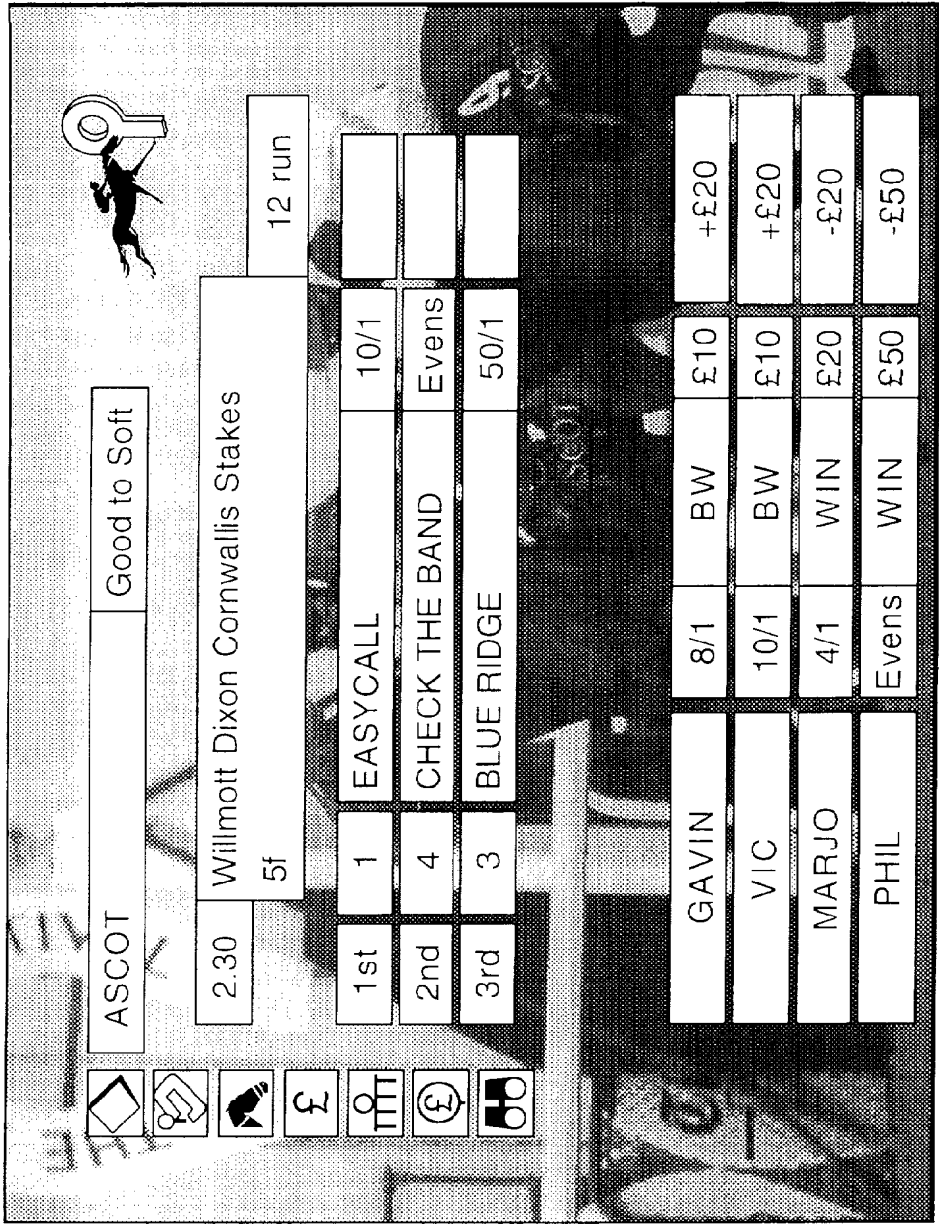 ASCOT Good to Soft
2.30 Willmott Dixon Cornwallis Stakes
5f 12 run
1st 1 EASYCALL 10/1
2nd 4 CHECK THE BAND Evens
3rd 3 BLUE RIDGE 50/1
£
£
GAVIN 8/1 BW £10 +£20
VIC 10/1 BW £10 +£20
MARJO 4/1 WIN £20 -£20
PHIL Evens WIN £50 -£50